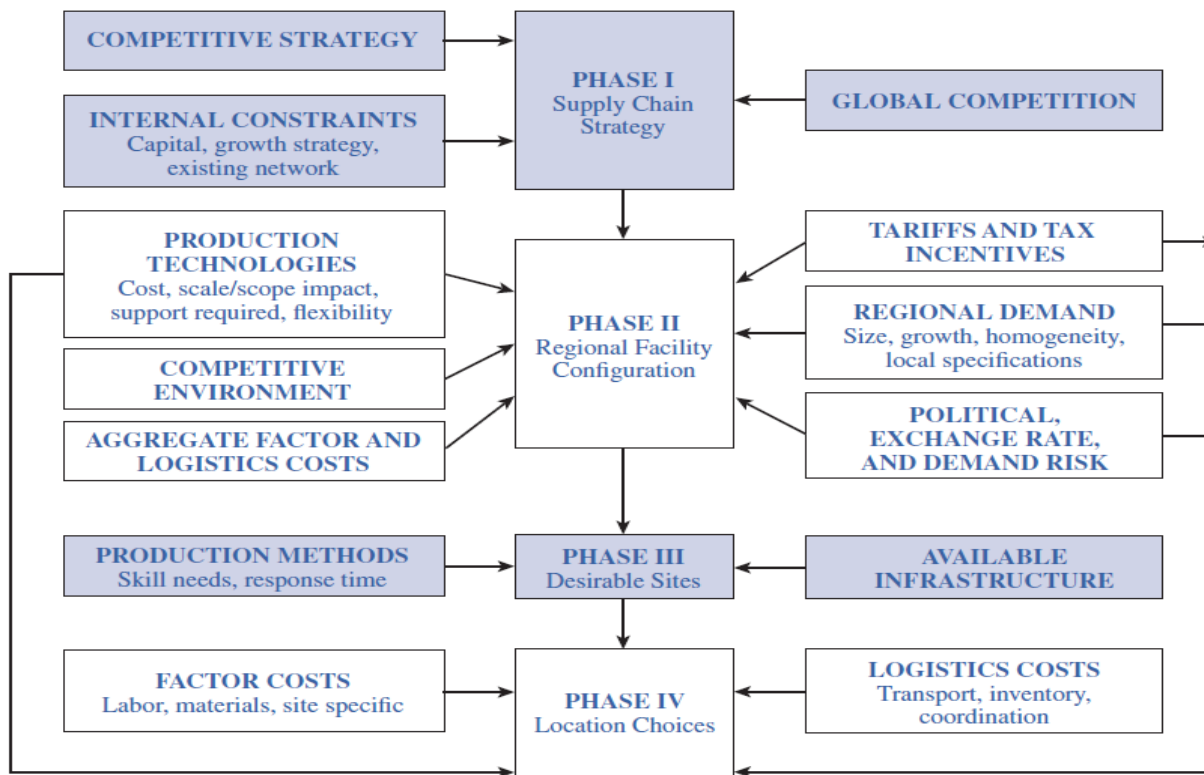 COMPETITIVE STRATEGY
INTERNAL CONSTRAINTS
Capital, growth strategy,
existing network
PHASE I
Supply Chain
Strategy
GLOBAL COMPETITION
PRODUCTION
TECHNOLOGIES
Cost, scale/scope impact,
support required, flexibility
COMPETITIVE
ENVIRONMENT
AGGREGATE FACTOR AND
LOGISTICS COSTS
PHASE II
Regional Facility
Configuration
TARIFFS AND TAX
INCENTIVES
REGIONAL DEMAND
Size, growth, homogeneity,
local specifications
POLITICAL,
EXCHANGE RATE,
AND DEMAND RISK
PRODUCTION METHODS
Skill needs, response time
PHASE III
Desirable Sites
AVAILABLE
INFRASTRUCTURE
FACTOR COSTS
Labor, materials, site specific
PHASE IV
Location Choices
LOGISTICS COSTS
Transport, inventory,
coordination